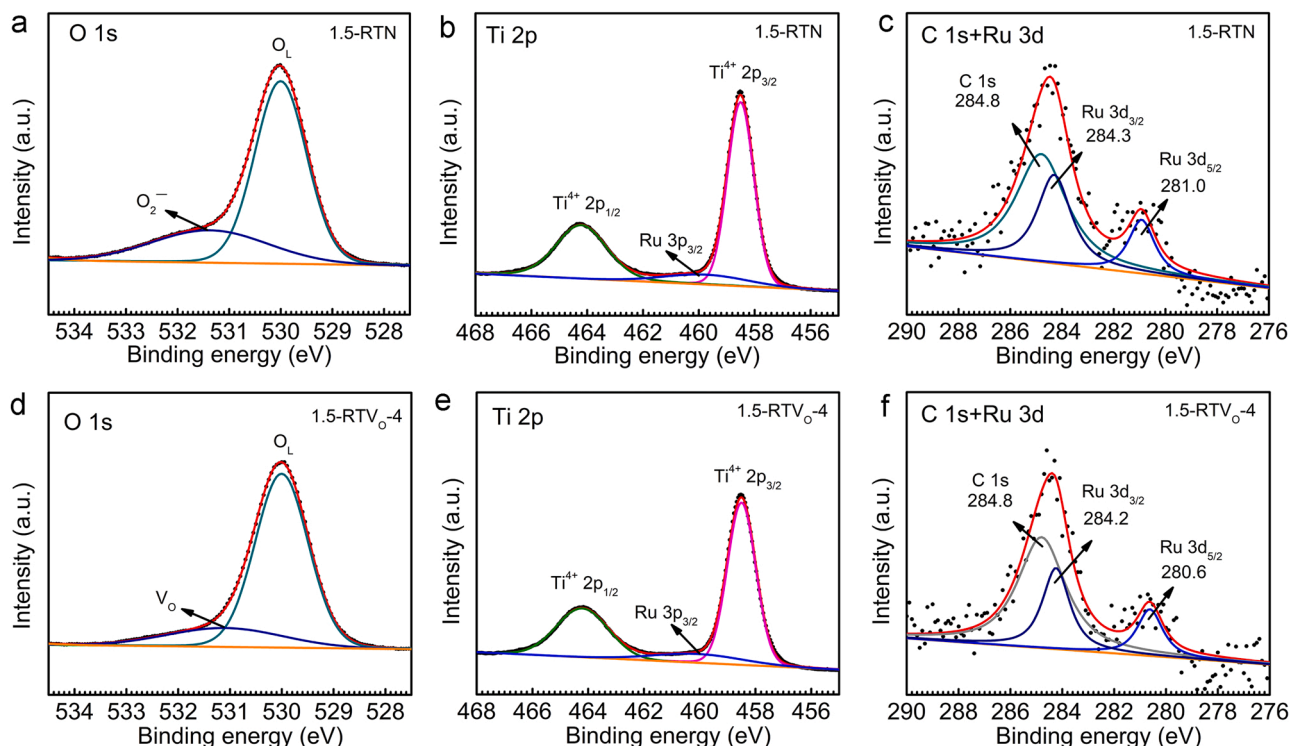 a
O 1s
1.5-RTN
O_L
O_2^—
Intensity (a.u.)
534 533 532 531 530 529 528
Binding energy (eV)
b
Ti 2p
1.5-RTN
Ti^4+ 2p_3/2
Ti^4+ 2p_1/2
Ru 3p_3/2
Intensity (a.u.)
468 466 464 462 460 458 456
Binding energy (eV)
c
C 1s+Ru 3d
1.5-RTN
C 1s
284.8
Ru 3d_3/2
284.3
Ru 3d_5/2
281.0
Intensity (a.u.)
290 288 286 284 282 280 278 276
Binding energy (eV)
d
O 1s
1.5-RTV_O-4
O_L
V_O
Intensity (a.u.)
534 533 532 531 530 529 528
Binding energy (eV)
e
Ti 2p
1.5-RTV_O-4
Ti^4+ 2p_3/2
Ti^4+ 2p_1/2
Ru 3p_3/2
Intensity (a.u.)
468 466 464 462 460 458 456
Binding energy (eV)
f
C 1s+Ru 3d
1.5-RTV_O-4
C 1s
284.8
Ru 3d_3/2
284.2
Ru 3d_5/2
280.6
Intensity (a.u.)
290 288 286 284 282 280 278 276
Binding energy (eV)